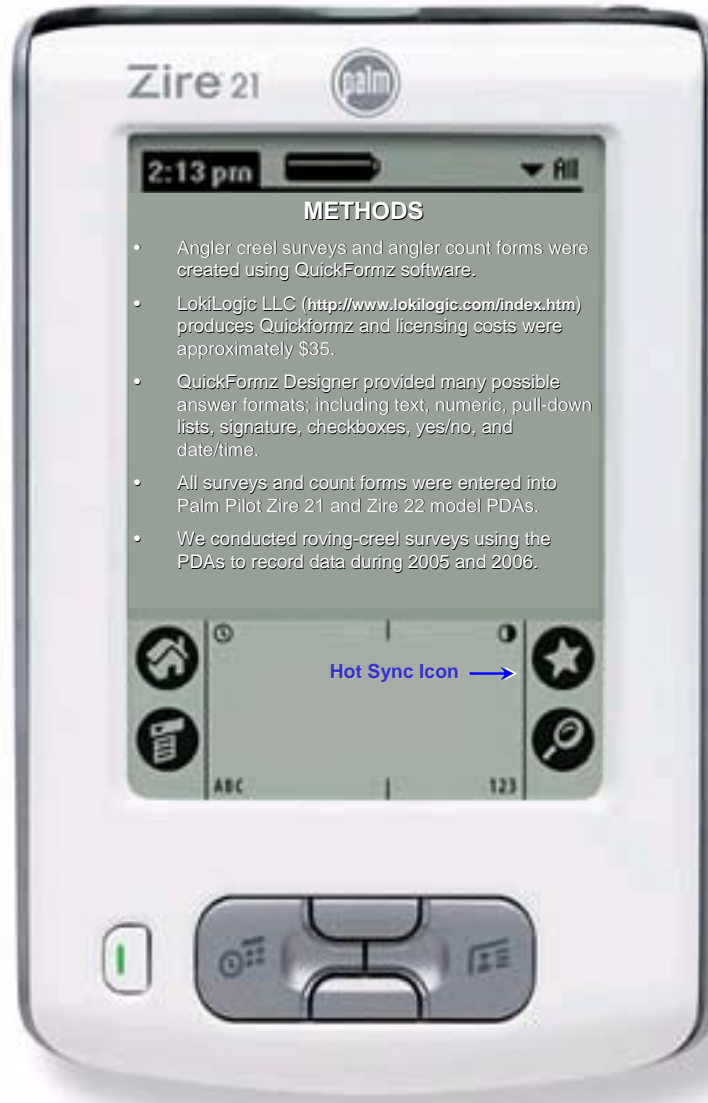 Zire 21
palm
2:13 pm
All
METHODS
• Angler creel surveys and angler count forms were
created using QuickFormz software.
• LokiLogic LLC (http://www.lokilogic.com/index.htm)
produces Quickformz and licensing costs were
approximately $35.
• QuickFormz Designer provided many possible
answer formats; including text, numeric, pull-down
lists, signature, checkboxes, yes/no, and
date/time.
• All surveys and count forms were entered into
Palm Pilot Zire 21 and Zire 22 model PDAs.
• We conducted roving-creel surveys using the
PDAs to record data during 2005 and 2006.
Hot Sync Icon
ABC
123